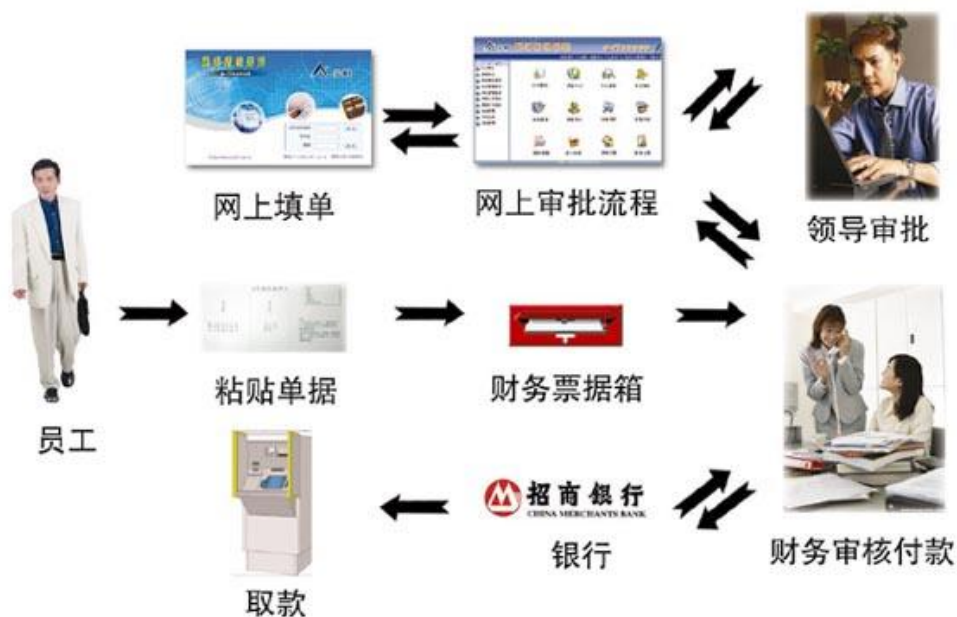 网上填单
网上审批流程
领导审批
员工
粘贴单据
财务票据箱
财务审核付款
招商银行
CHINA MERCHANTS BANK
银行
取款